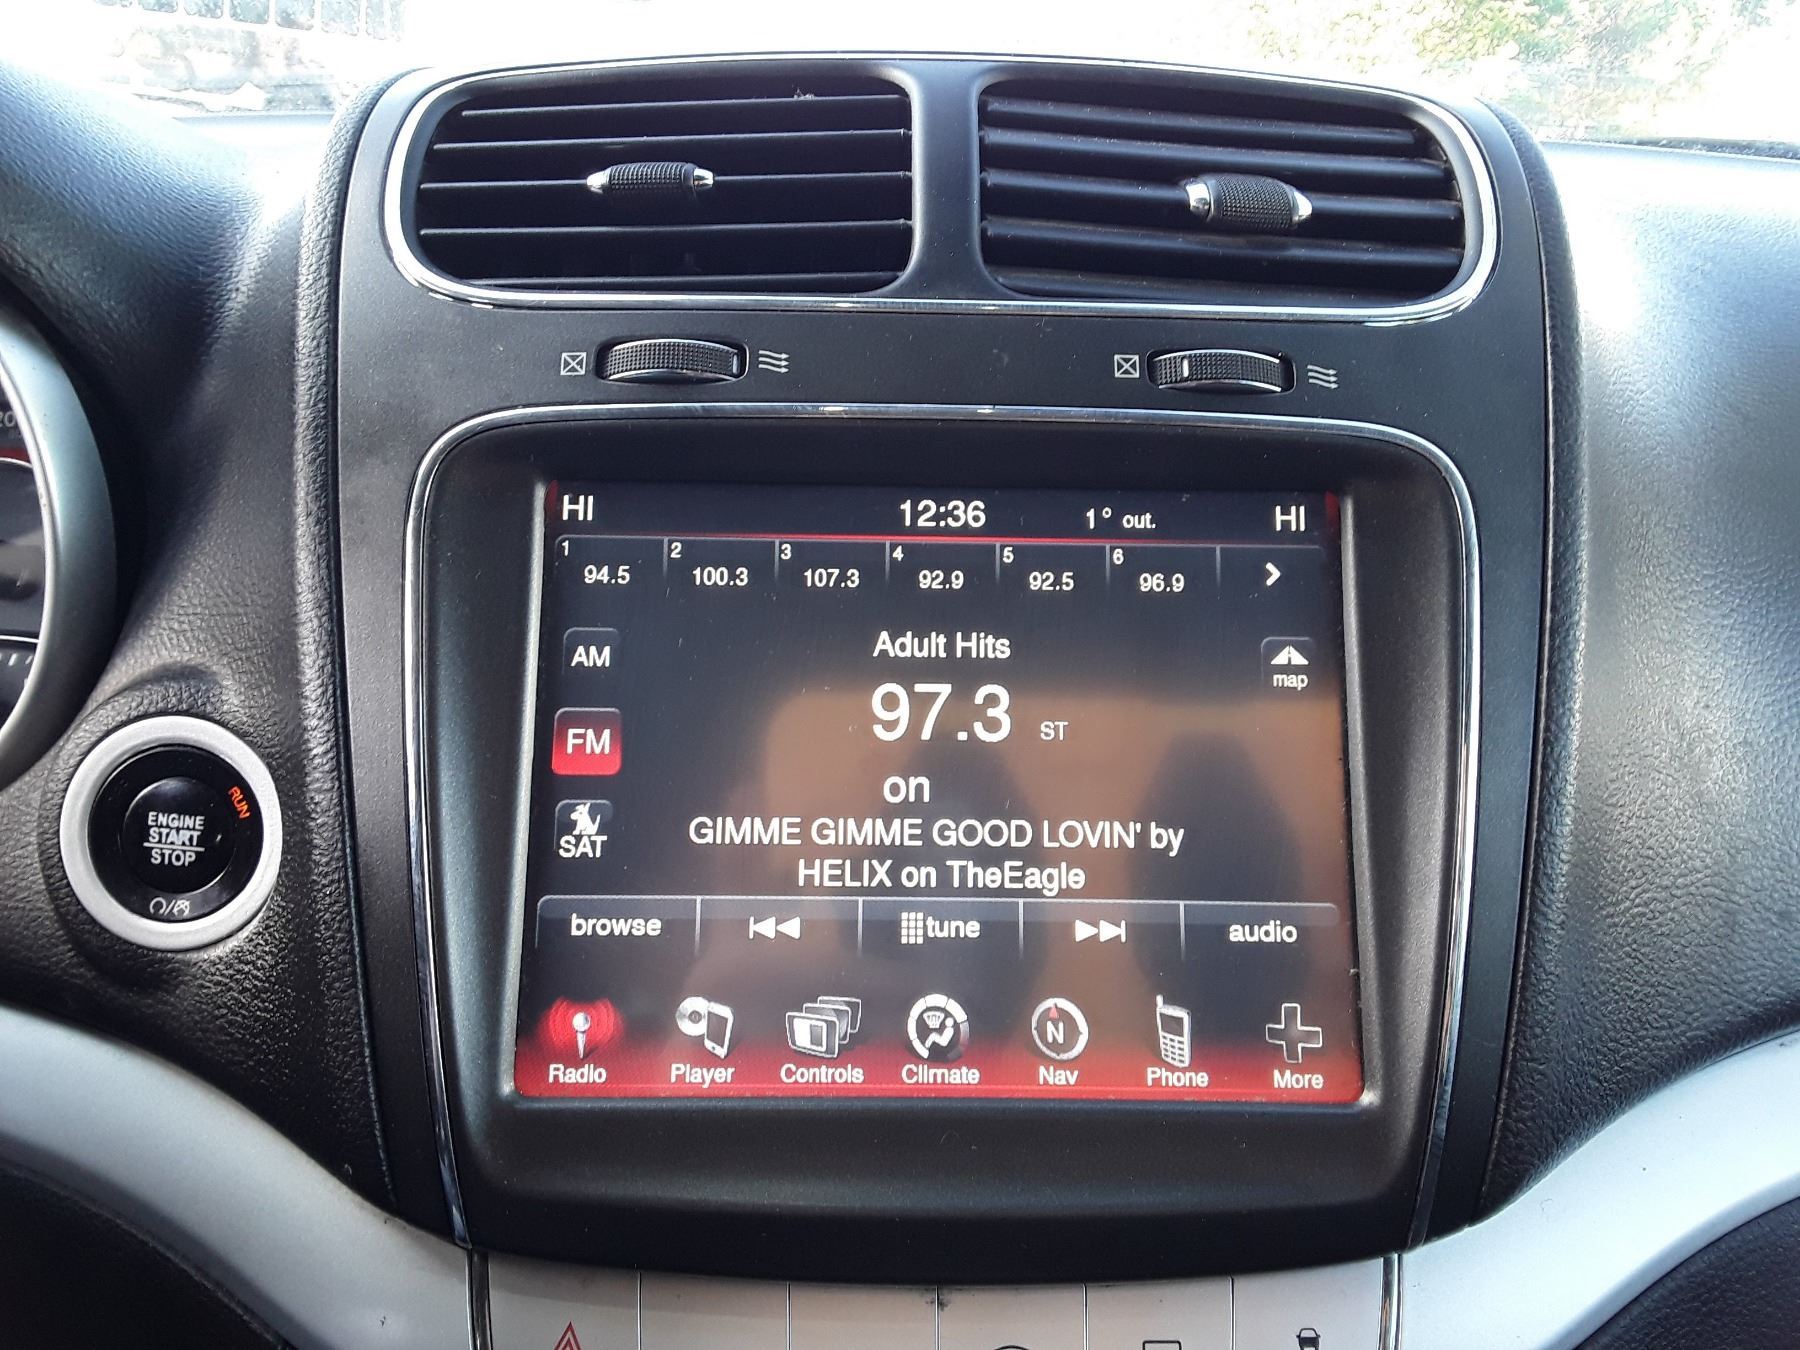 HI 12:36 1° out. HI
1 94.5 2 100.3 3 107.3 4 92.9 5 92.5 6 96.9
AM
FM
SAT
Adult Hits
97.3 ST
on
GIMME GIMME GOOD LOVIN' by
HELIX on TheEagle
map
browse tune audio
Radio Player Controls Climate Nav Phone More
N
ENGINE
START
STOP
RUN
20